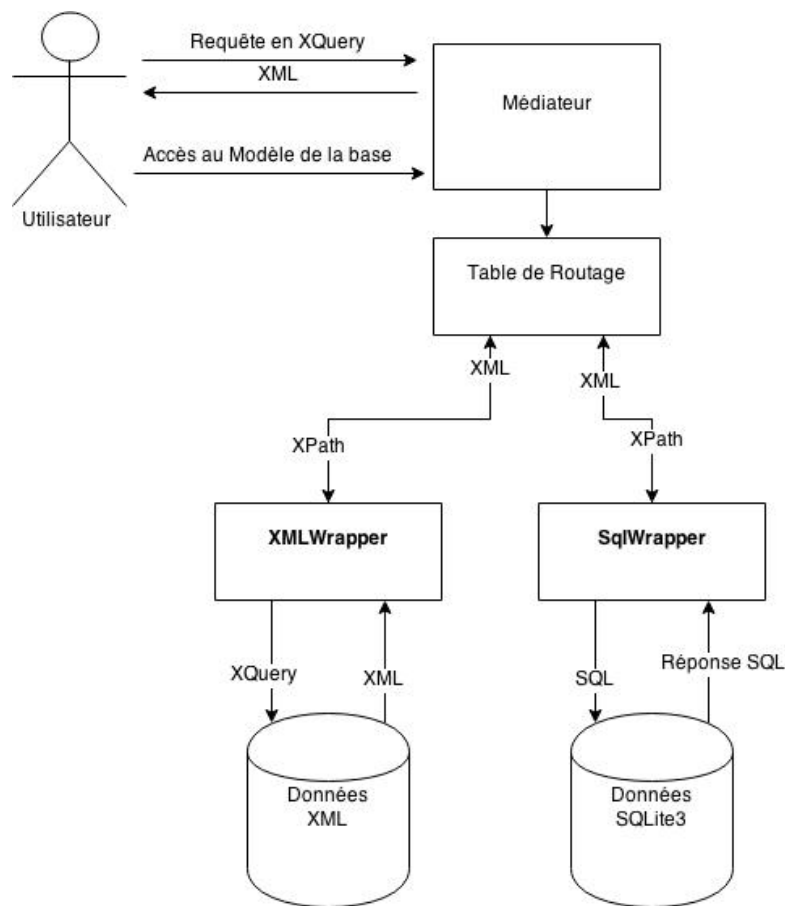 Requête en XQuery
XML
Médiateur
Accès au Modèle de la base
Utilisateur
Table de Routage
XML
XML
XPath
XPath
XMLWrapper
SqlWrapper
XQuery
XML
SQL
Réponse SQL
Données
XML
Données
SQLite3